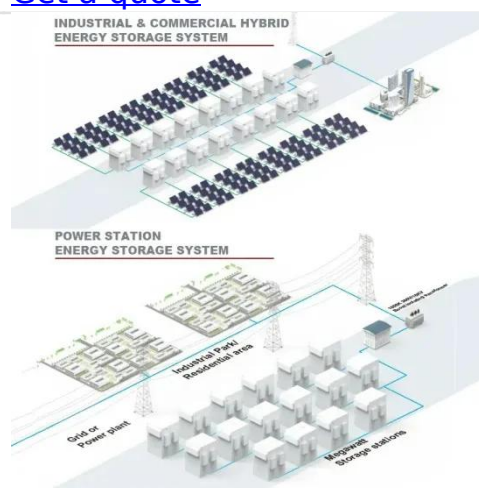 Get a quote
INDUSTRIAL & COMMERCIAL HYBRID
ENERGY STORAGE SYSTEM
POWER STATION
ENERGY STORAGE SYSTEM
Industrial Park/
Residential area
Grid or
Power plant
Megawatt
Storage stations